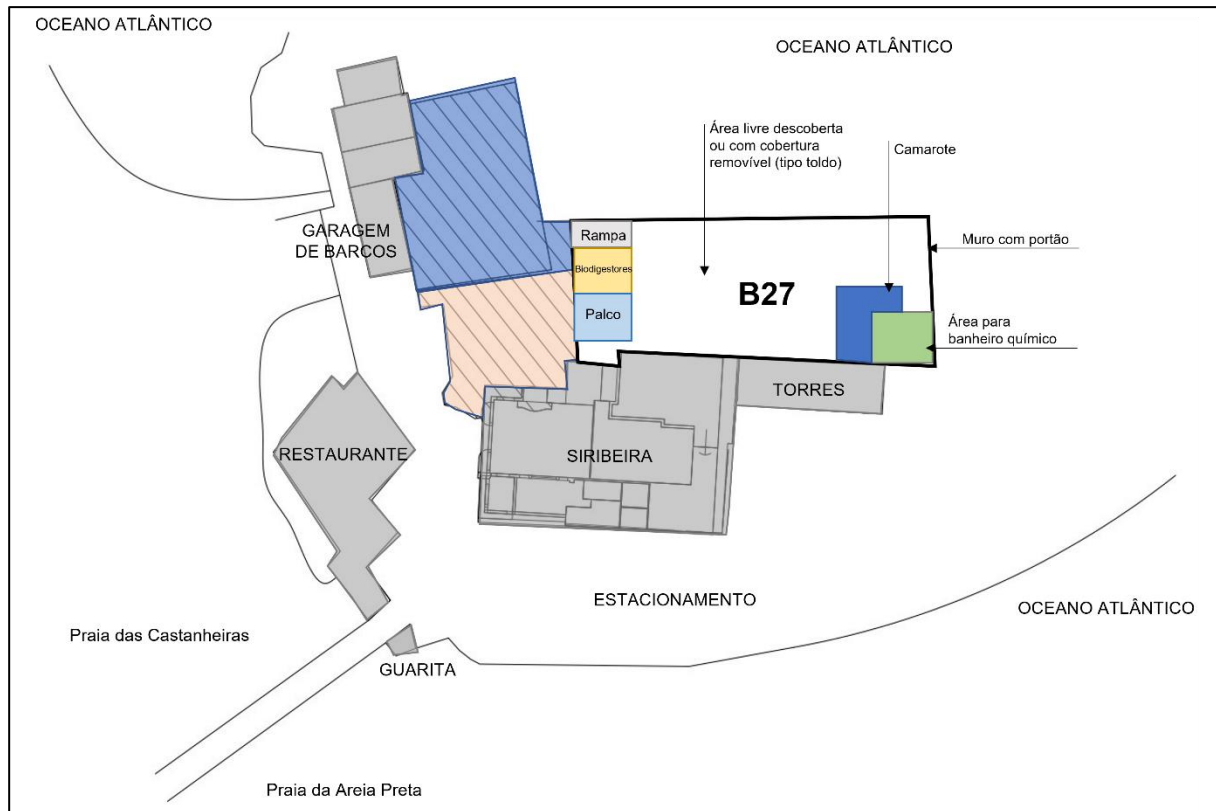 OCEANO ATLÂNTICO
OCEANO ATLÂNTICO
Área livre descoberta
ou com cobertura
removível (tipo toldo)
Camarote
GARAGEM
DE BARCOS
Rampa
Biodigestores
Palco
B27
Muro com portão
Área para
banheiro químico
TORRES
RESTAURANTE
SIRIBEIRA
ESTACIONAMENTO
OCEANO ATLÂNTICO
Praia das Castanheiras
GUARITA
Praia da Areia Preta